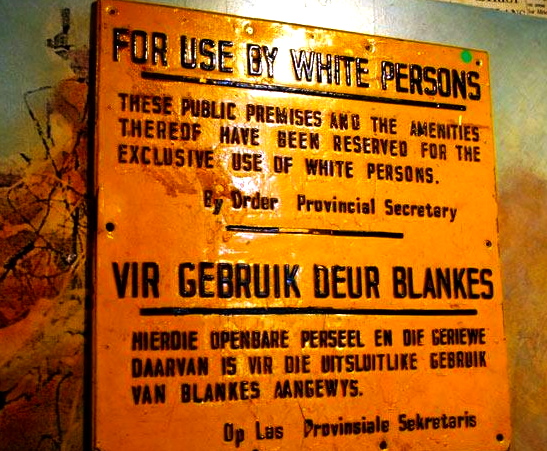 FOR USE BY WHITE PERSONS
THESE PUBLIC PREMISES AND THE AMENITIES
THEREOF HAVE BEEN RESERVED FOR THE
EXCLUSIVE USE OF WHITE PERSONS.
By Order Provincial Secretary
VIR GEBRUIK DEUR BLANKES
HIERDIE OPENBARE PERSEEL EN DIE GERIEWE
DAARVAN IS VIR DIE UITSLUITLIKE GEBRUIK
VAN BLANKES AANGEWYS.
Op Las Provinsiale Sekretaris